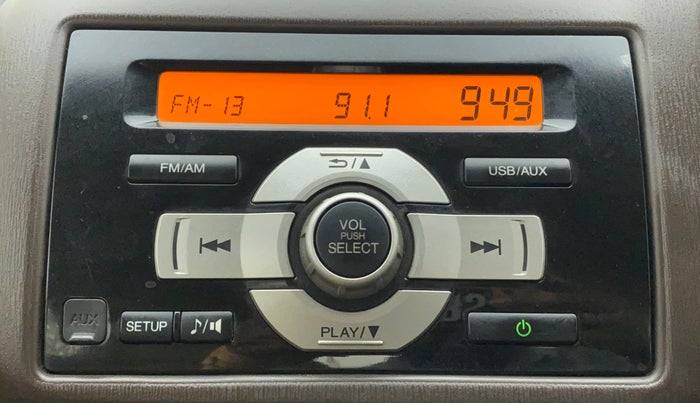 FM-13 91.1 949
FM/AM
USB/AUX
VOL
PUSH
SELECT
AUX
SETUP
PLAY/▼